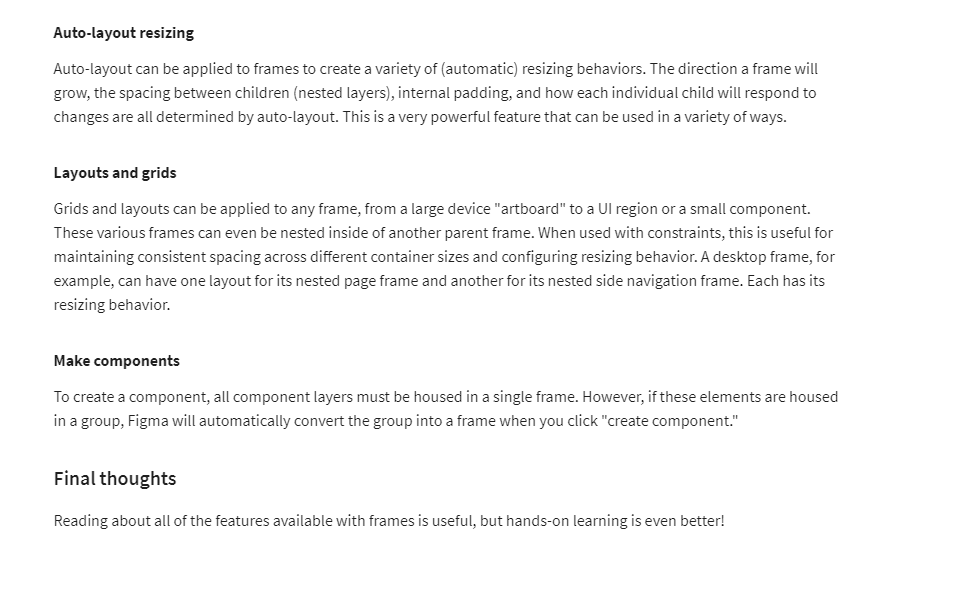 Auto-layout resizing
Auto-layout can be applied to frames to create a variety of (automatic) resizing behaviors. The direction a frame will
grow, the spacing between children (nested layers), internal padding, and how each individual child will respond to
changes are all determined by auto-layout. This is a very powerful feature that can be used in a variety of ways.
Layouts and grids
Grids and layouts can be applied to any frame, from a large device "artboard" to a UI region or a small component.
These various frames can even be nested inside of another parent frame. When used with constraints, this is useful for
maintaining consistent spacing across different container sizes and configuring resizing behavior. A desktop frame, for
example, can have one layout for its nested page frame and another for its nested side navigation frame. Each has its
resizing behavior.
Make components
To create a component, all component layers must be housed in a single frame. However, if these elements are housed
in a group, Figma will automatically convert the group into a frame when you click "create component."
Final thoughts
Reading about all of the features available with frames is useful, but hands-on learning is even better!